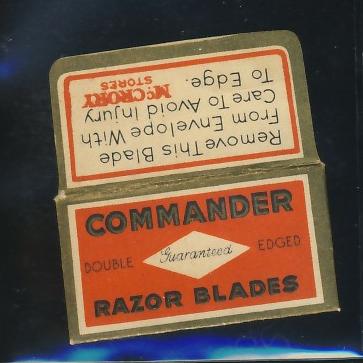 Remove This Blade
From Envelope With
Care To Avoid Injury
To Edge.
McCRORY
STORES
COMMANDER
DOUBLE Guaranteed EDGED
RAZOR BLADES